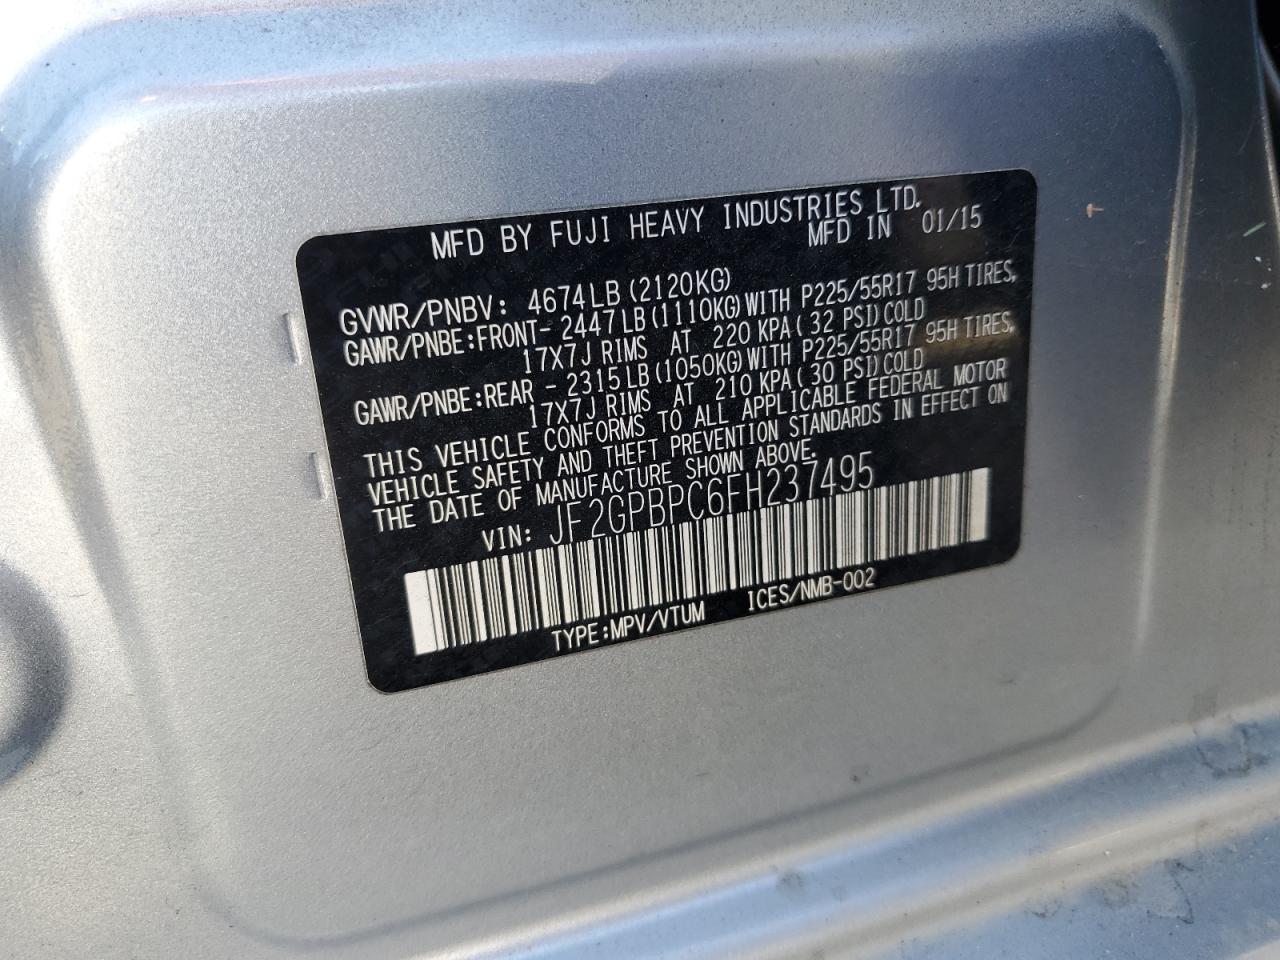 MFD BY FUJI HEAVY INDUSTRIES LTD.
MFD IN 01/15
GVWR/PNBV: 4674LB (2120KG)
GAWR/PNBE:FRONT- 2447LB(1110KG)WITH P225/55R17 95H TIRES,
17X7J RIMS AT 220 KPA( 32 PSI)COLD
GAWR/PNBE:REAR - 2315LB(1050KG)WITH P225/55R17 95H TIRES,
17X7J RIMS AT 210 KPA( 30 PSI)COLD
THIS VEHICLE CONFORMS TO ALL APPLICABLE FEDERAL MOTOR
VEHICLE SAFETY AND THEFT PREVENTION STANDARDS IN EFFECT ON
THE DATE OF MANUFACTURE SHOWN ABOVE.
VIN: JF2GPBPC6FH237495
TYPE:MPV/VTUM ICES/NMB-002